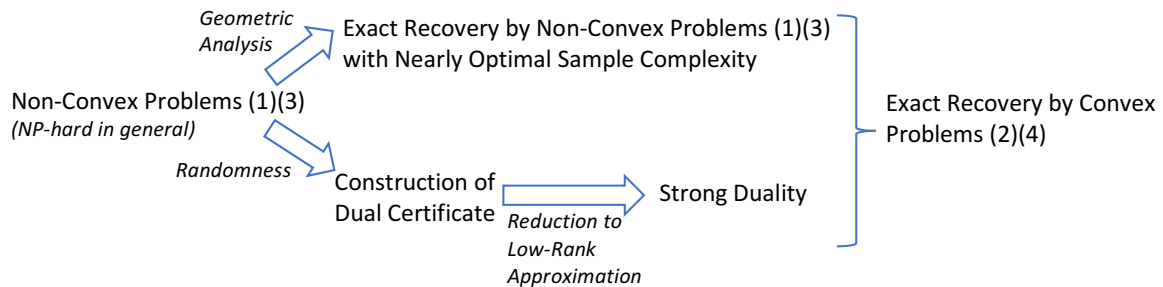 Geometric
Analysis
Exact Recovery by Non-Convex Problems (1)(3)
with Nearly Optimal Sample Complexity
Non-Convex Problems (1)(3)
(NP-hard in general)
Randomness
Construction of
Dual Certificate
Reduction to
Low-Rank
Approximation
Strong Duality
Exact Recovery by Convex
Problems (2)(4)